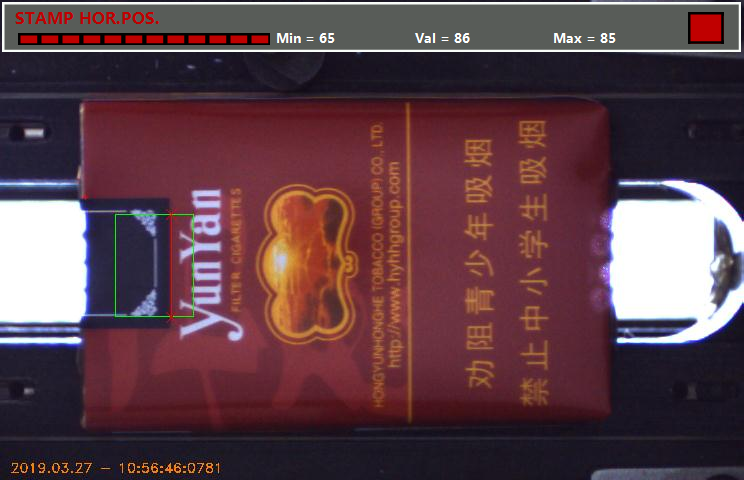 STAMP HOR.POS.
Min = 65
Val = 86
Max = 85
YunYan
FILTER CIGARETTES
HONGYUNHONGHE TOBACCO (GROUP) CO., LTD.
http://www.hyhhgroup.com
劝阻青少年吸烟
禁止中小学生吸烟
2019.03.27 - 10:56:46:0781